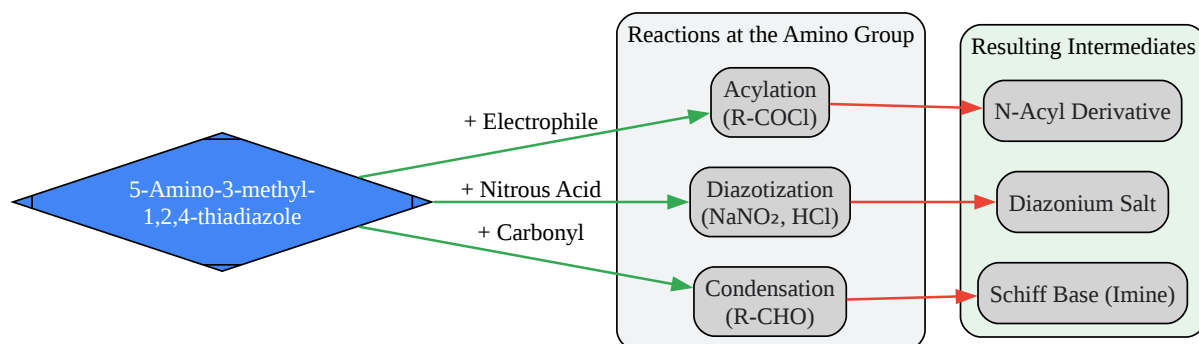 5-Amino-3-methyl-
1,2,4-thiadiazole
+ Electrophile
+ Nitrous Acid
+ Carbonyl
Reactions at the Amino Group
Acylation
(R-COCl)
Diazotization
(NaNO₂, HCl)
Condensation
(R-CHO)
Resulting Intermediates
N-Acyl Derivative
Diazonium Salt
Schiff Base (Imine)